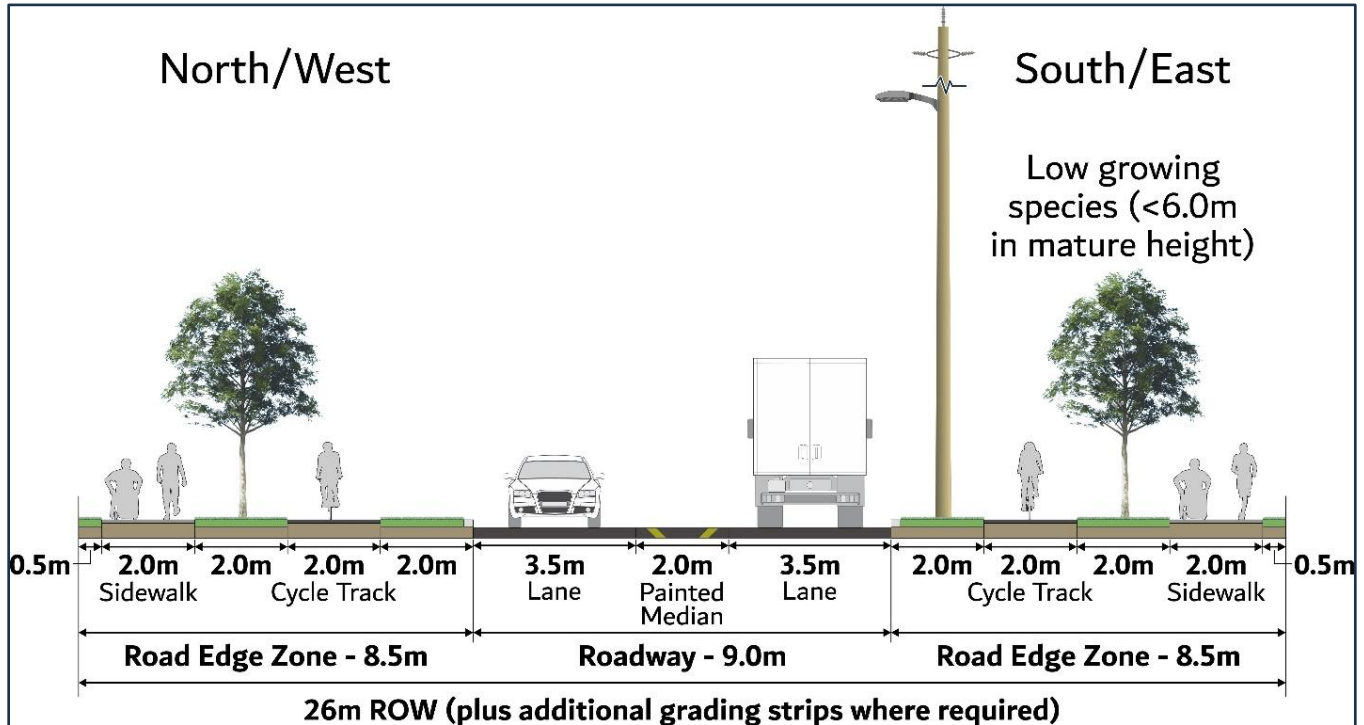 North/West
South/East
Low growing
species (<6.0m
in mature height)
0.5m
2.0m
2.0m
2.0m
2.0m
3.5m
2.0m
3.5m
2.0m
2.0m
2.0m
2.0m
0.5m
Sidewalk
Cycle Track
Lane
Painted
Median
Lane
Cycle Track
Sidewalk
Road Edge Zone - 8.5m
Roadway - 9.0m
Road Edge Zone - 8.5m
26m ROW (plus additional grading strips where required)